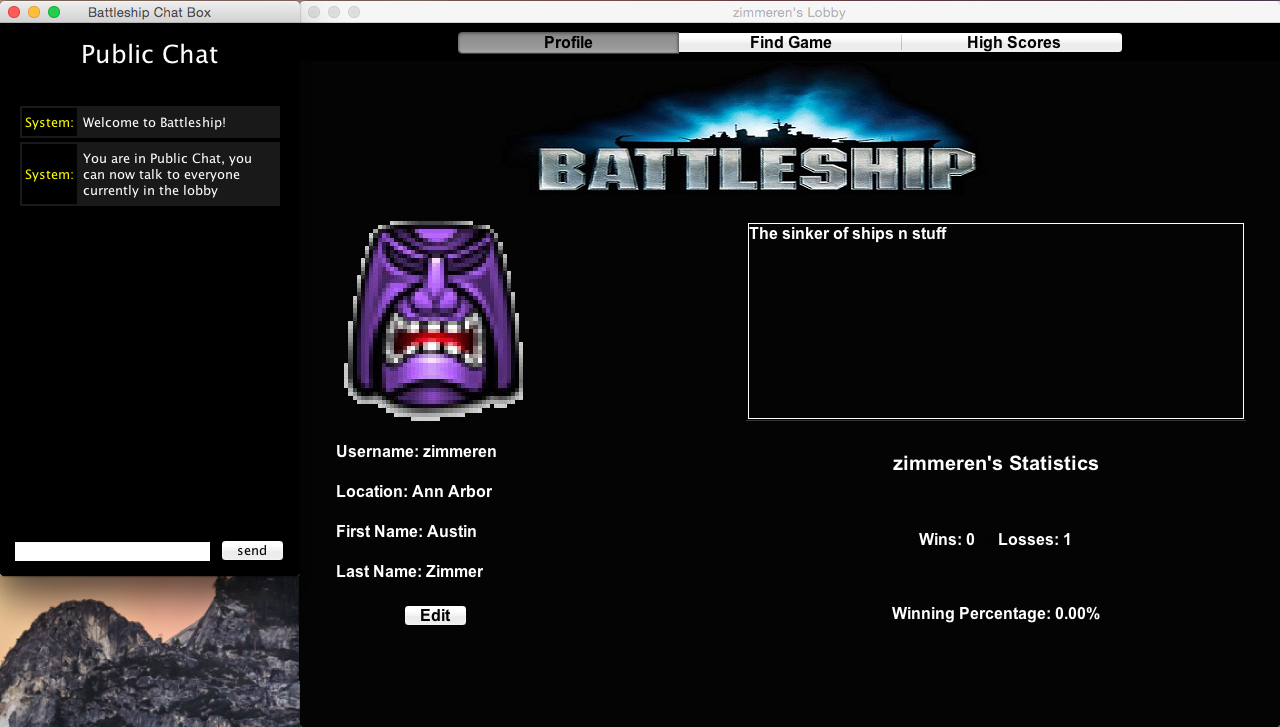 Battleship Chat Box
Public Chat
System: Welcome to Battleship!
System: You are in Public Chat, you
can now talk to everyone
currently in the lobby
send
zimmeren's Lobby
Profile Find Game High Scores
BATTLESHIP
The sinker of ships n stuff
Username: zimmeren
Location: Ann Arbor
First Name: Austin
Last Name: Zimmer
Edit
zimmeren's Statistics
Wins: 0 Losses: 1
Winning Percentage: 0.00%